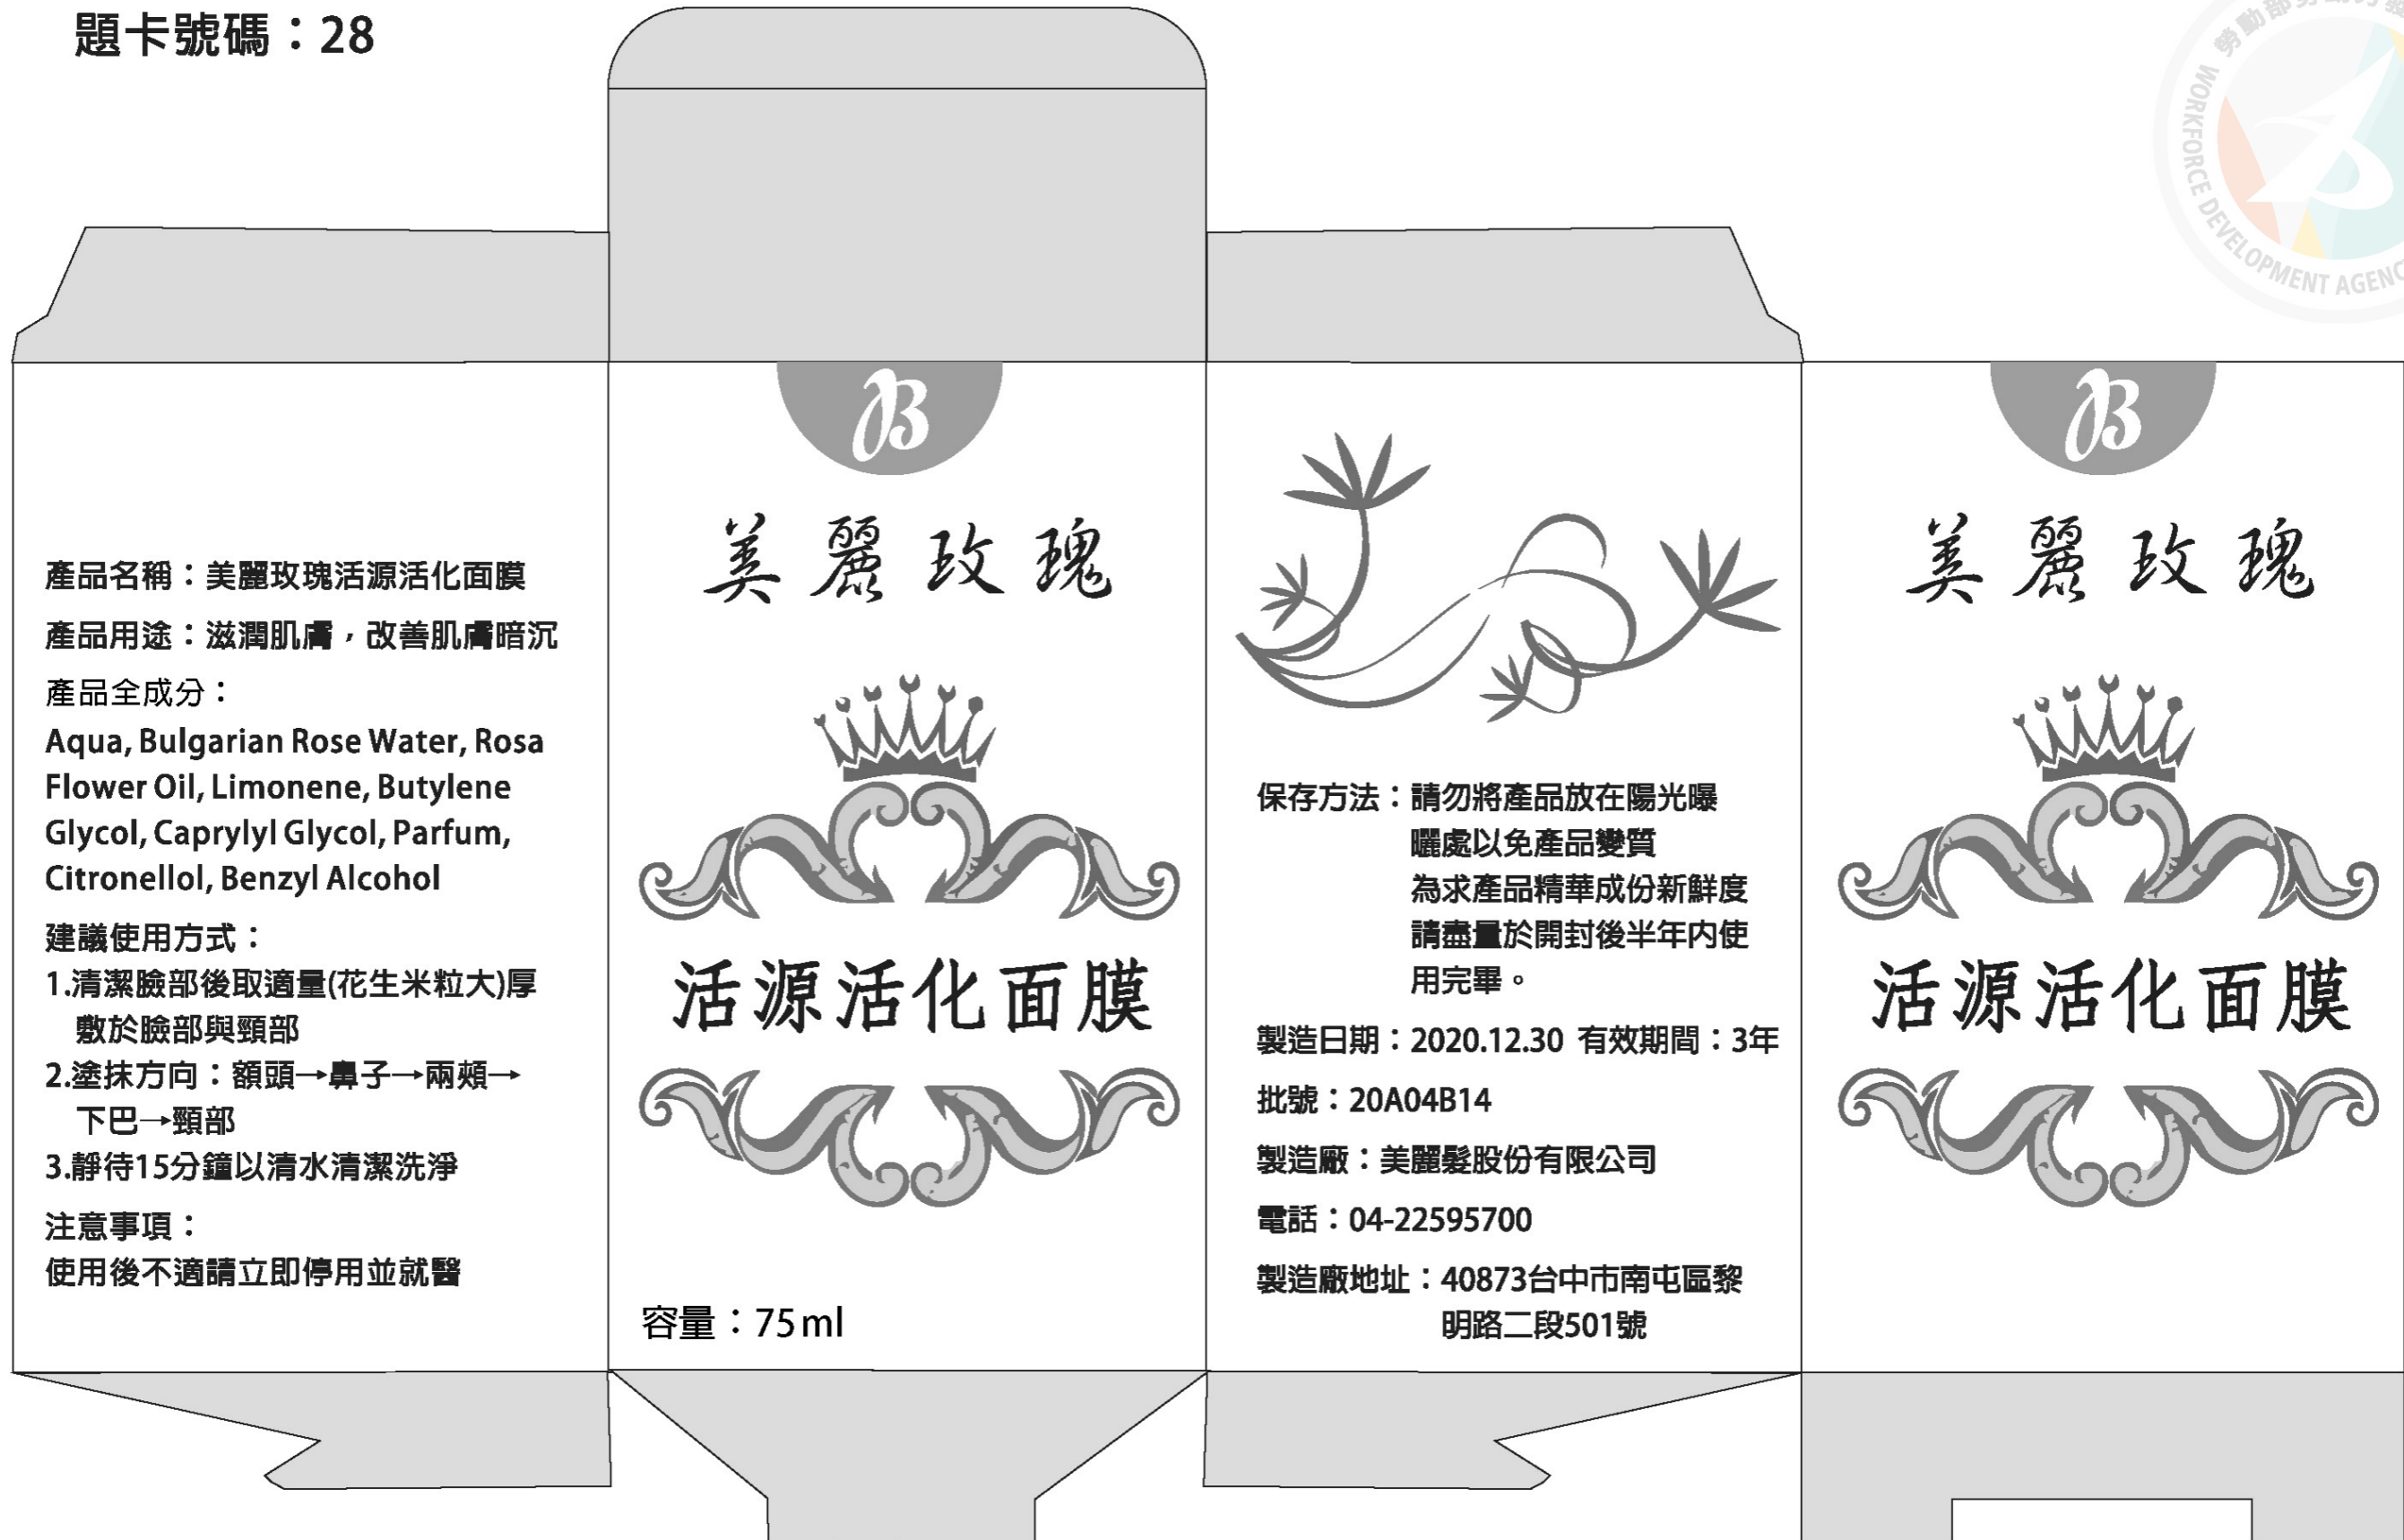 題卡號碼：28
勞動部勞動力發
WORKFORCE DEVELOPMENT AGENC
產品名稱：美麗玫瑰活源活化面膜
產品用途：滋潤肌膚，改善肌膚暗沉
產品全成分：
Aqua, Bulgarian Rose Water, Rosa
Flower Oil, Limonene, Butylene
Glycol, Caprylyl Glycol, Parfum,
Citronellol, Benzyl Alcohol
建議使用方式：
1.清潔臉部後取適量(花生米粒大)厚
敷於臉部與頸部
2.塗抹方向：額頭→鼻子→兩頰→
下巴→頸部
3.靜待15分鐘以清水清潔洗淨
注意事項：
使用後不適請立即停用並就醫
B
美麗玫瑰
活源活化面膜
容量：75ml
保存方法：請勿將產品放在陽光曝
曬處以免產品變質
為求產品精華成份新鮮度
請盡量於開封後半年内使
用完畢。
製造日期：2020.12.30 有效期間：3年
批號：20A04B14
製造廠：美麗髮股份有限公司
電話：04-22595700
製造廠地址：40873台中市南屯區黎
明路二段501號
B
美麗玫瑰
活源活化面膜